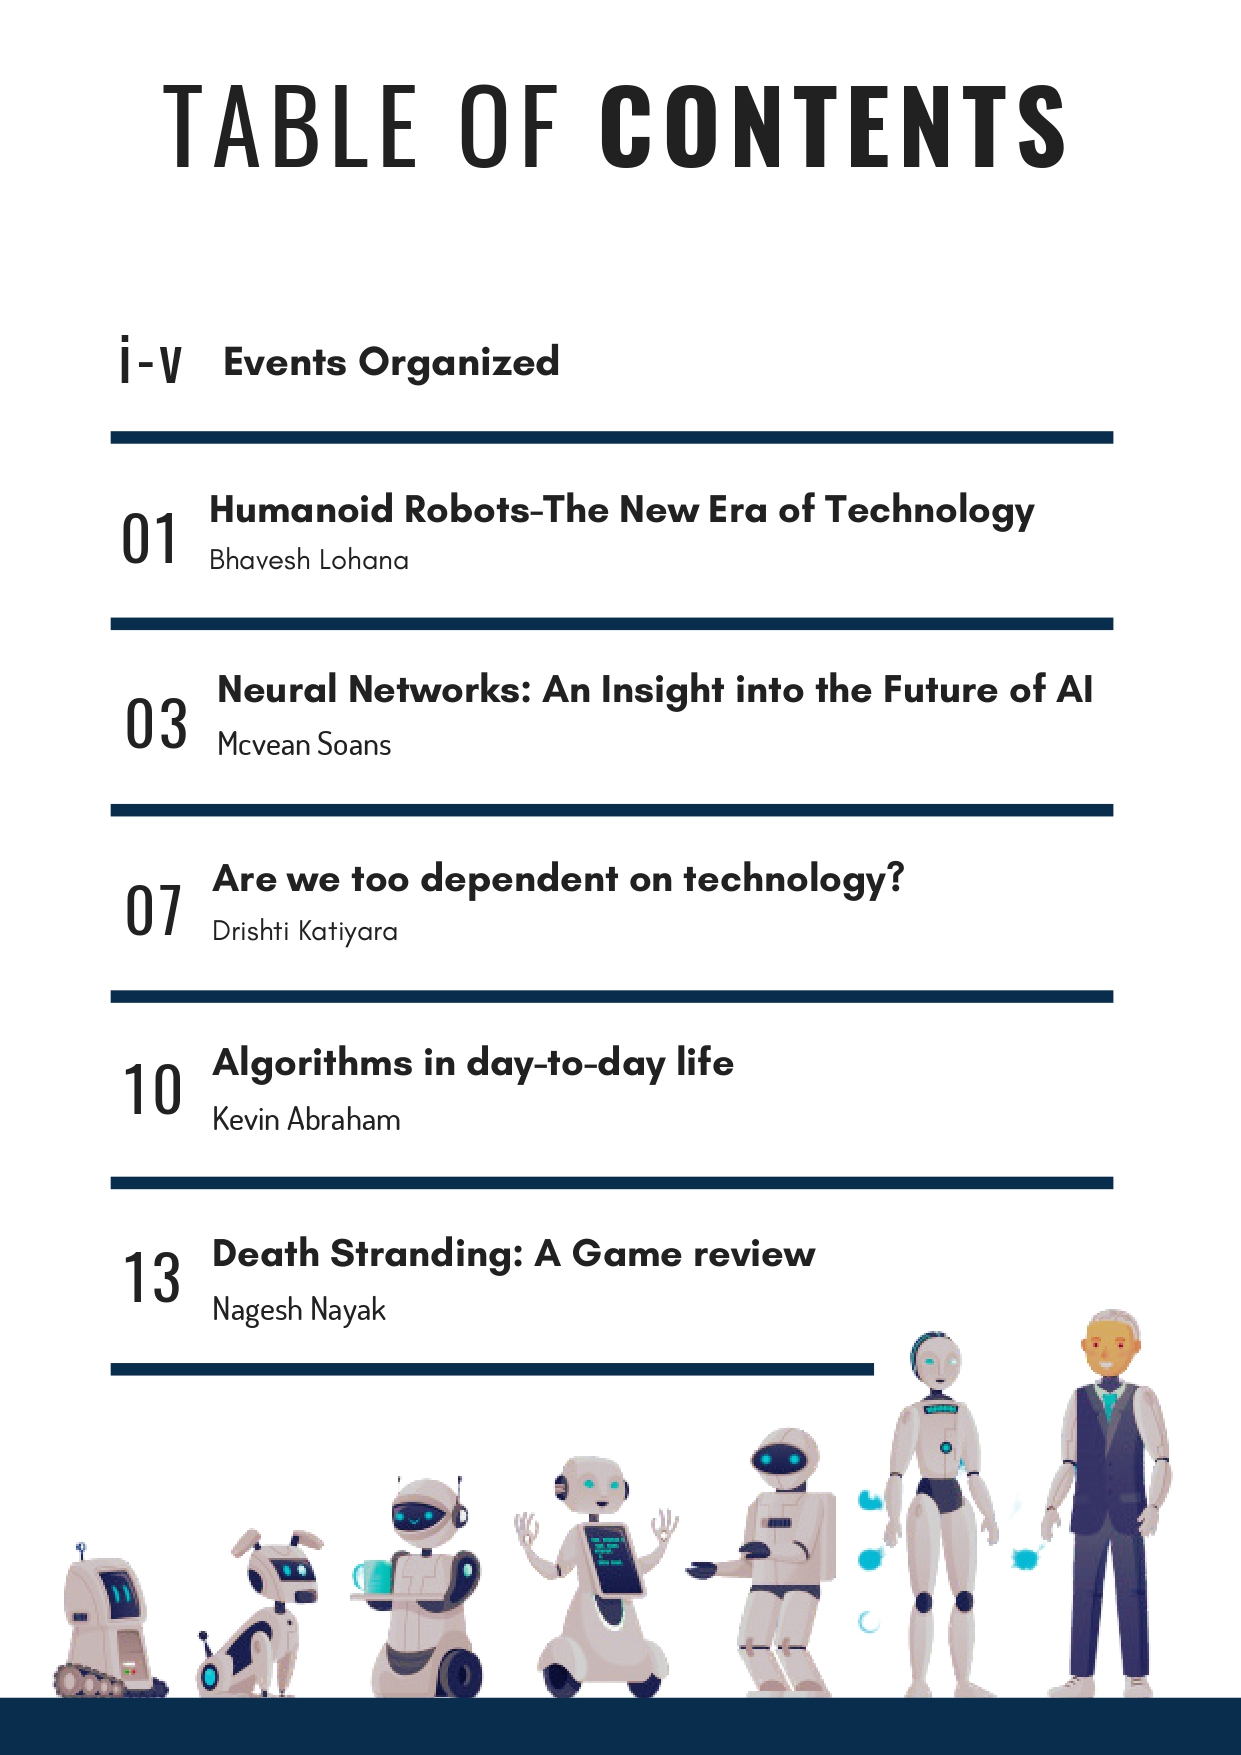 TABLE OF CONTENTS
i-v Events Organized
01 Humanoid Robots-The New Era of Technology
Bhavesh Lohana
03 Neural Networks: An Insight into the Future of AI
Mcvean Soans
07 Are we too dependent on technology?
Drishti Katiyara
10 Algorithms in day-to-day life
Kevin Abraham
13 Death Stranding: A Game review
Nagesh Nayak